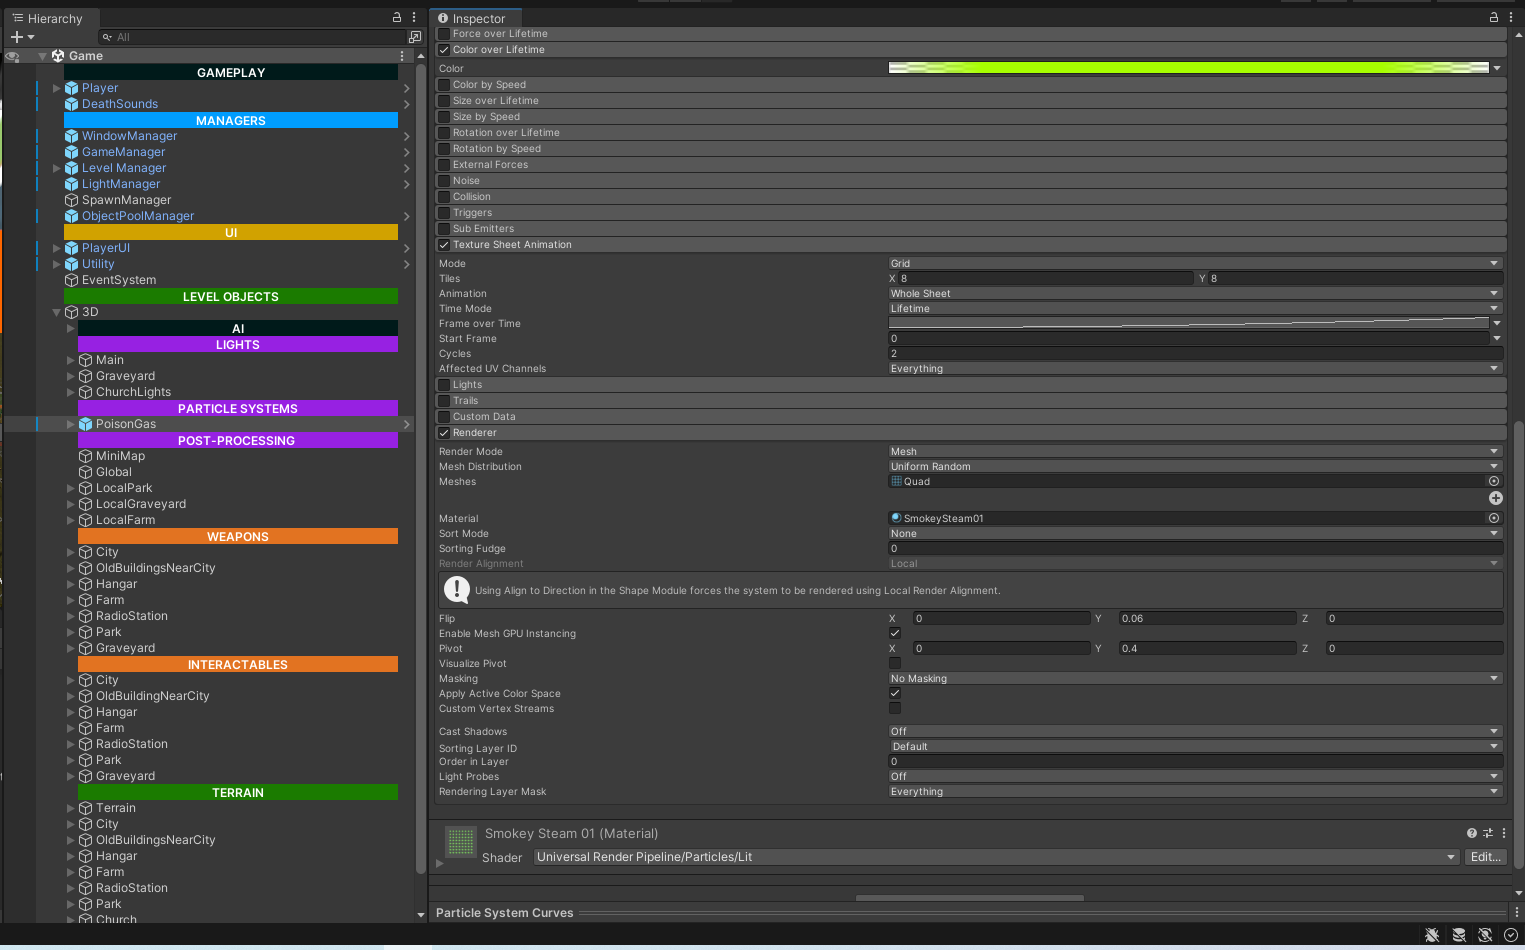 Hierarchy
All
Game
GAMEPLAY
Player
DeathSounds
MANAGERS
WindowManager
GameManager
Level Manager
LightManager
SpawnManager
ObjectPoolManager
UI
PlayerUI
Utility
EventSystem
LEVEL OBJECTS
3D
AI
LIGHTS
Main
Graveyard
ChurchLights
PARTICLE SYSTEMS
PoisonGas
POST-PROCESSING
MiniMap
Global
LocalPark
LocalGraveyard
LocalFarm
WEAPONS
City
OldBuildingsNearCity
Hangar
Farm
RadioStation
Park
Graveyard
INTERACTABLES
City
OldBuildingNearCity
Hangar
Farm
RadioStation
Park
Graveyard
TERRAIN
Terrain
City
OldBuildingsNearCity
Hangar
Farm
RadioStation
Park
Church
Inspector
Force over Lifetime
Color over Lifetime
Color
Color by Speed
Size over Lifetime
Size by Speed
Rotation over Lifetime
Rotation by Speed
External Forces
Noise
Collision
Triggers
Sub Emitters
Texture Sheet Animation
Mode Grid
Tiles X 8 Y 8
Animation Whole Sheet
Time Mode Lifetime
Frame over Time
Start Frame 0
Cycles 2
Affected UV Channels Everything
Lights
Trails
Custom Data
Renderer
Render Mode Mesh
Mesh Distribution Uniform Random
Meshes Quad
Material SmokeySteam01
Sort Mode None
Sorting Fudge 0
Render Alignment Local
Using Align to Direction in the Shape Module forces the system to be rendered using Local Render Alignment.
Flip X 0 Y 0.06 Z 0
Enable Mesh GPU Instancing
Pivot X 0 Y 0.4 Z 0
Visualize Pivot
Masking No Masking
Apply Active Color Space
Custom Vertex Streams
Cast Shadows Off
Sorting Layer ID Default
Order in Layer 0
Light Probes Off
Rendering Layer Mask Everything
Smokey Steam 01 (Material)
Shader Universal Render Pipeline/Particles/Lit Edit...
Particle System Curves